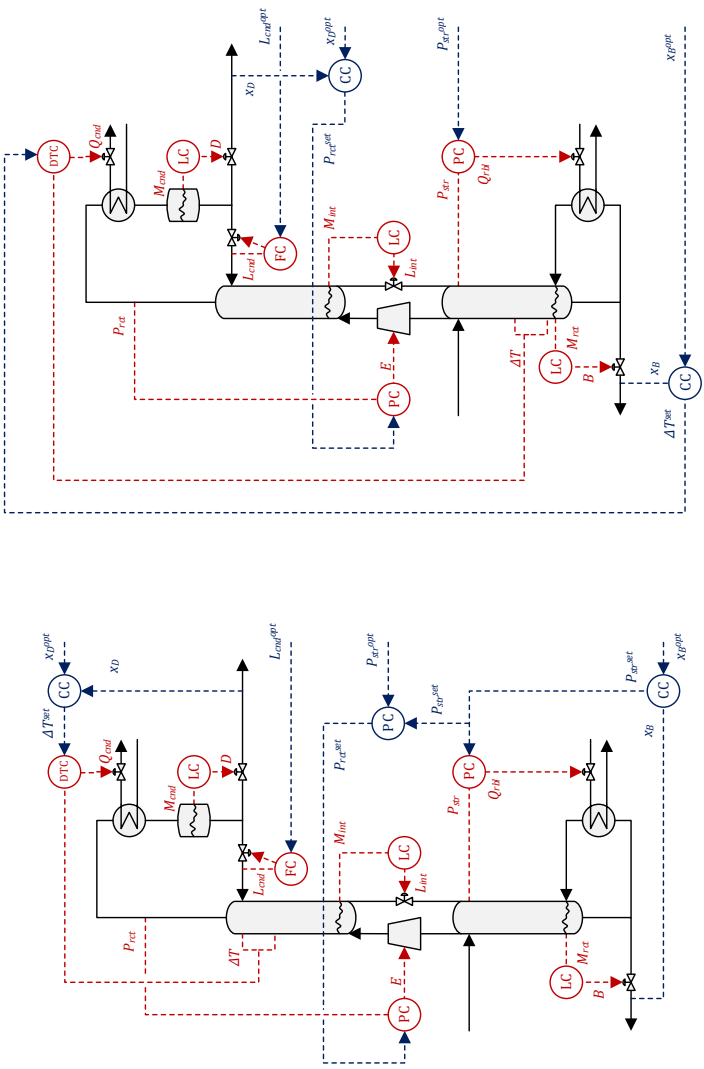 L_cnd^opt
x_D^opt
P_str^opt
x_B^opt
CC
x_D
Q_cnd
DTC
LC
D
P_rct^set
PC
M_cnd
P_str
Q_rbl
M_int
LC
L_cnd
FC
L_int
P_rct
E
ΔT
M_rct
LC
PC
B
x_B
CC
ΔT^set
x_D^opt
x_D
L_cnd^opt
P_str^opt
P_str^set
x_B^opt
CC
CC
ΔT^set
P_str^set
PC
x_B
Q_cnd
DTC
LC
D
P_rct^set
PC
M_cnd
P_str
Q_rbl
M_int
LC
L_cnd
FC
L_int
P_rct
ΔT
M_rct
E
LC
B
PC